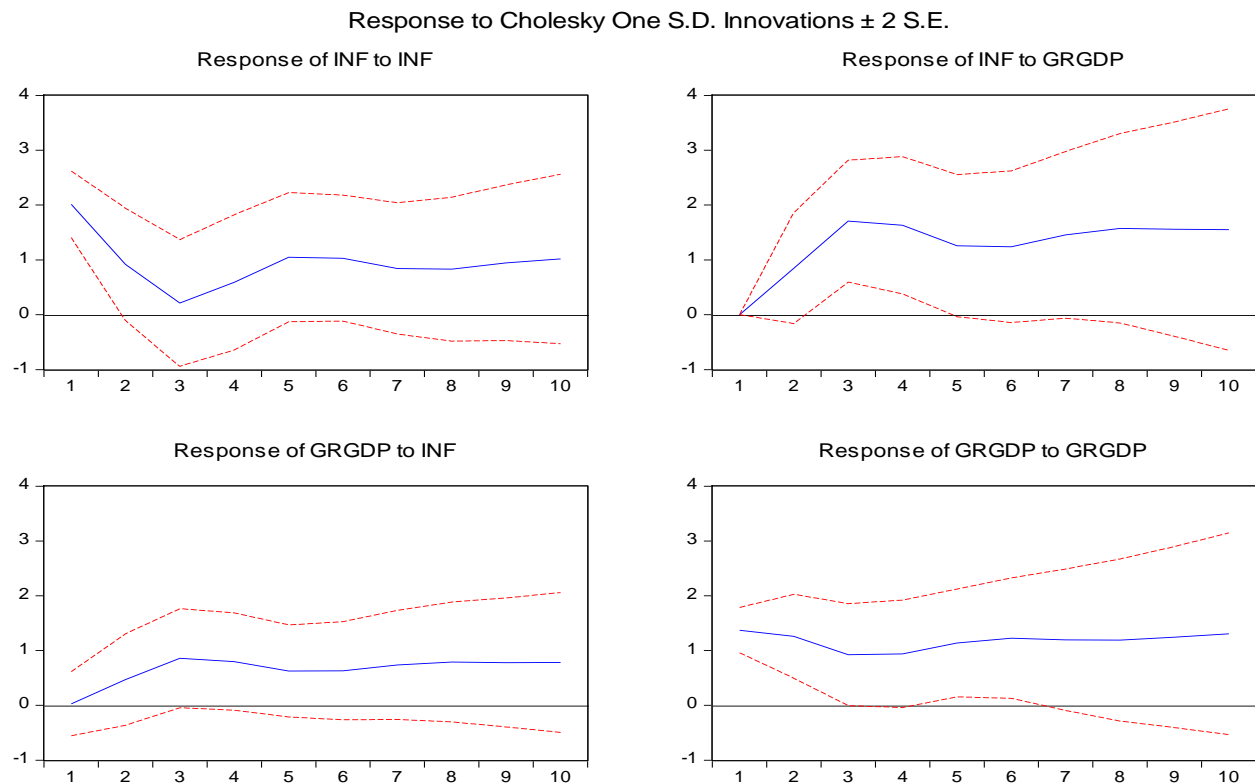 Response to Cholesky One S.D. Innovations ± 2 S.E.
Response of INF to INF
4
3
2
1
0
-1
1 2 3 4 5 6 7 8 9 10
Response of INF to GRGDP
4
3
2
1
0
-1
1 2 3 4 5 6 7 8 9 10
Response of GRGDP to INF
4
3
2
1
0
-1
1 2 3 4 5 6 7 8 9 10
Response of GRGDP to GRGDP
4
3
2
1
0
-1
1 2 3 4 5 6 7 8 9 10